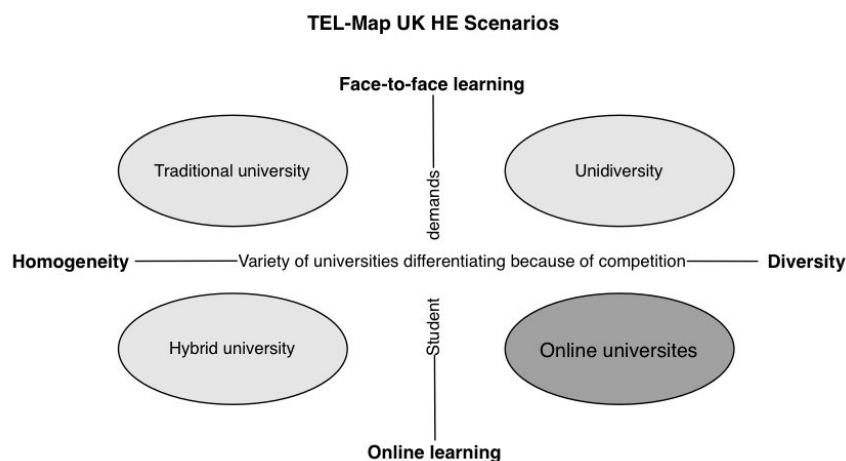 TEL-Map UK HE Scenarios
Face-to-face learning
Traditional university
Unidiversity
demands
Homogeneity
Variety of universities differentiating because of competition
Diversity
Student
Hybrid university
Online universites
Online learning